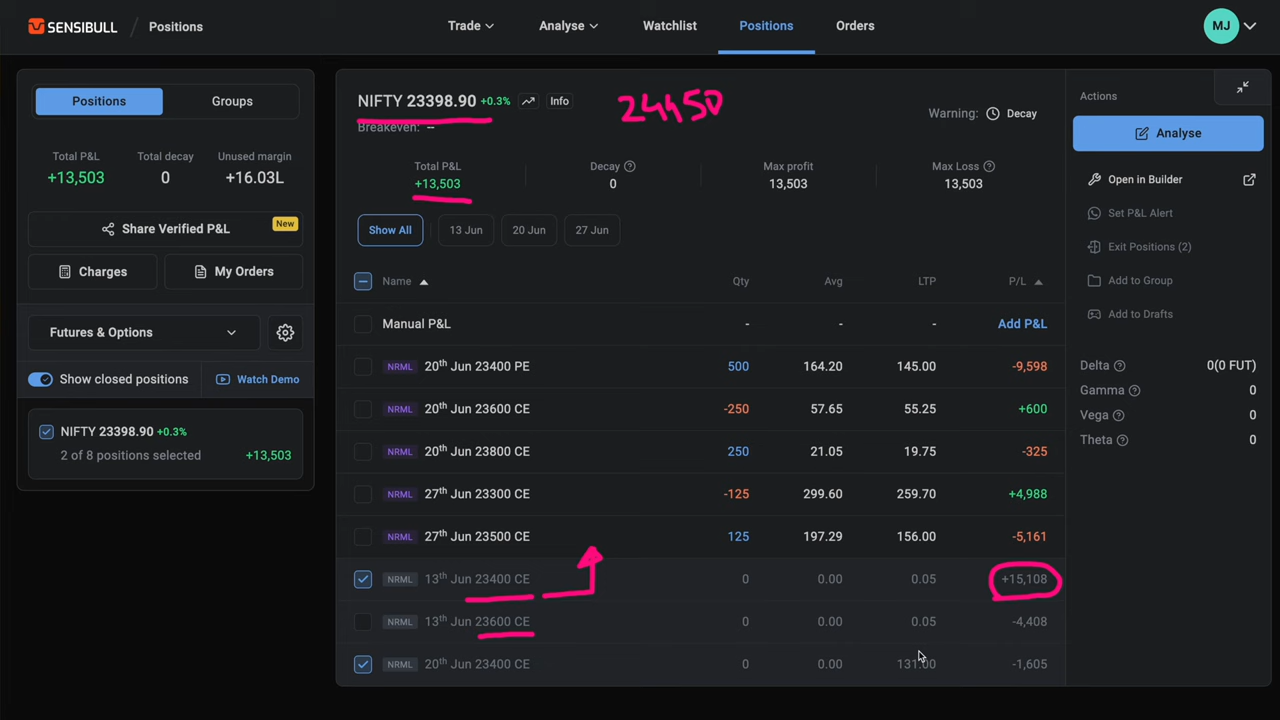 SENSIBULL / Positions
Trade Analyse Watchlist Positions Orders
MJ
Positions Groups
Total P&L Total decay Unused margin
+13,503 0 +16.03L
Share Verified P&L New
Charges My Orders
Futures & Options
Show closed positions Watch Demo
NIFTY 23398.90 +0.3%
2 of 8 positions selected +13,503
NIFTY 23398.90 +0.3% Info
24450
Breakeven: --
Warning: Decay
Total P&L Decay Max profit Max Loss
+13,503 0 13,503 13,503
Show All 13 Jun 20 Jun 27 Jun
Name Qty Avg LTP P/L
Manual P&L - - - Add P&L
NRML 20th Jun 23400 PE 500 164.20 145.00 -9,598
NRML 20th Jun 23600 CE -250 57.65 55.25 +600
NRML 20th Jun 23800 CE 250 21.05 19.75 -325
NRML 27th Jun 23300 CE -125 299.60 259.70 +4,988
NRML 27th Jun 23500 CE 125 197.29 156.00 -5,161
NRML 13th Jun 23400 CE 0 0.00 0.05 +15,108
NRML 13th Jun 23600 CE 0 0.00 0.05 -4,408
NRML 20th Jun 23400 CE 0 0.00 131.00 -1,605
Actions
Analyse
Open in Builder
Set P&L Alert
Exit Positions (2)
Add to Group
Add to Drafts
Delta 0(0 FUT)
Gamma 0
Vega 0
Theta 0